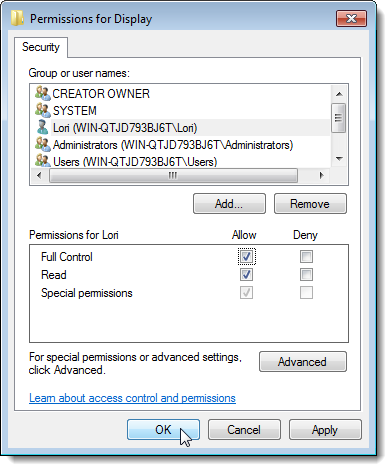 Permissions for Display
Security
Group or user names:
CREATOR OWNER
SYSTEM
Lori (WIN-QTJD793BJ6T\Lori)
Administrators (WIN-QTJD793BJ6T\Administrators)
Users (WIN-QTJD793BJ6T\Users)
Add... Remove
Permissions for Lori Allow Deny
Full Control
Read
Special permissions
For special permissions or advanced settings,
click Advanced.
Advanced
Learn about access control and permissions
OK Cancel Apply